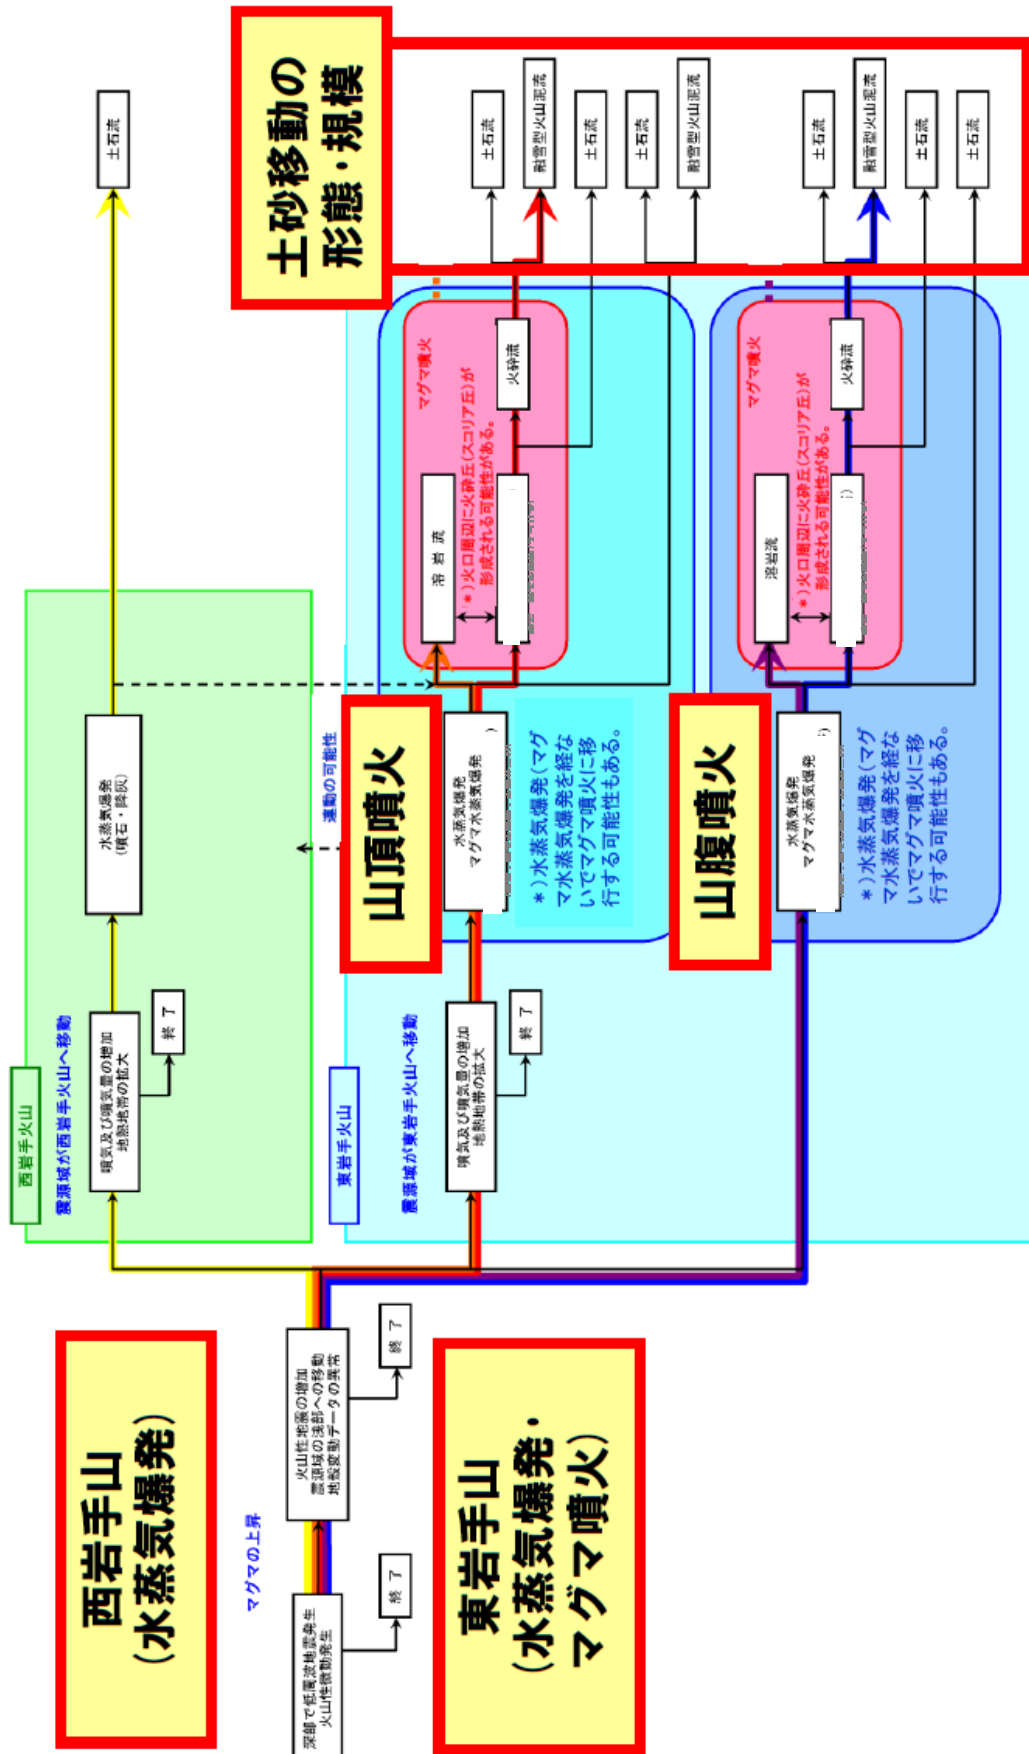 西岩手山
(水蒸気爆発)
東岩手山
(水蒸気爆発・
マグマ噴火)
土砂移動の
形態・規模
山頂噴火
山腹噴火
深部で低周波地震発生
火山性微動発生
終了
マグマの上昇
火山性地震の増加
震源域の浅部への移動
地殻変動データの異常
終了
西岩手火山
震源域が西岩手火山へ移動
噴気及び噴気量の増加
地熱地帯の拡大
終了
水蒸気爆発
(噴石・降灰)
土石流
連動の可能性
東岩手火山
震源域が東岩手火山へ移動
噴気及び噴気量の増加
地熱地帯の拡大
終了
水蒸気爆発
マグマ水蒸気爆発
*)水蒸気爆発(マグ
マ水蒸気爆発を経な
いでマグマ噴火に移
行する可能性もある。
マグマ噴火
溶岩流
*)火口周辺に火砕丘(スコリア丘)が
形成される可能性がある。
火砕流
土石流
融雪型火山泥流
土石流
土石流
融雪型火山泥流
水蒸気爆発
マグマ水蒸気爆発
*)水蒸気爆発(マグ
マ水蒸気爆発を経な
いでマグマ噴火に移
行する可能性もある。
マグマ噴火
溶岩流
*)火口周辺に火砕丘(スコリア丘)が
形成される可能性がある。
火砕流
土石流
融雪型火山泥流
土石流
土石流